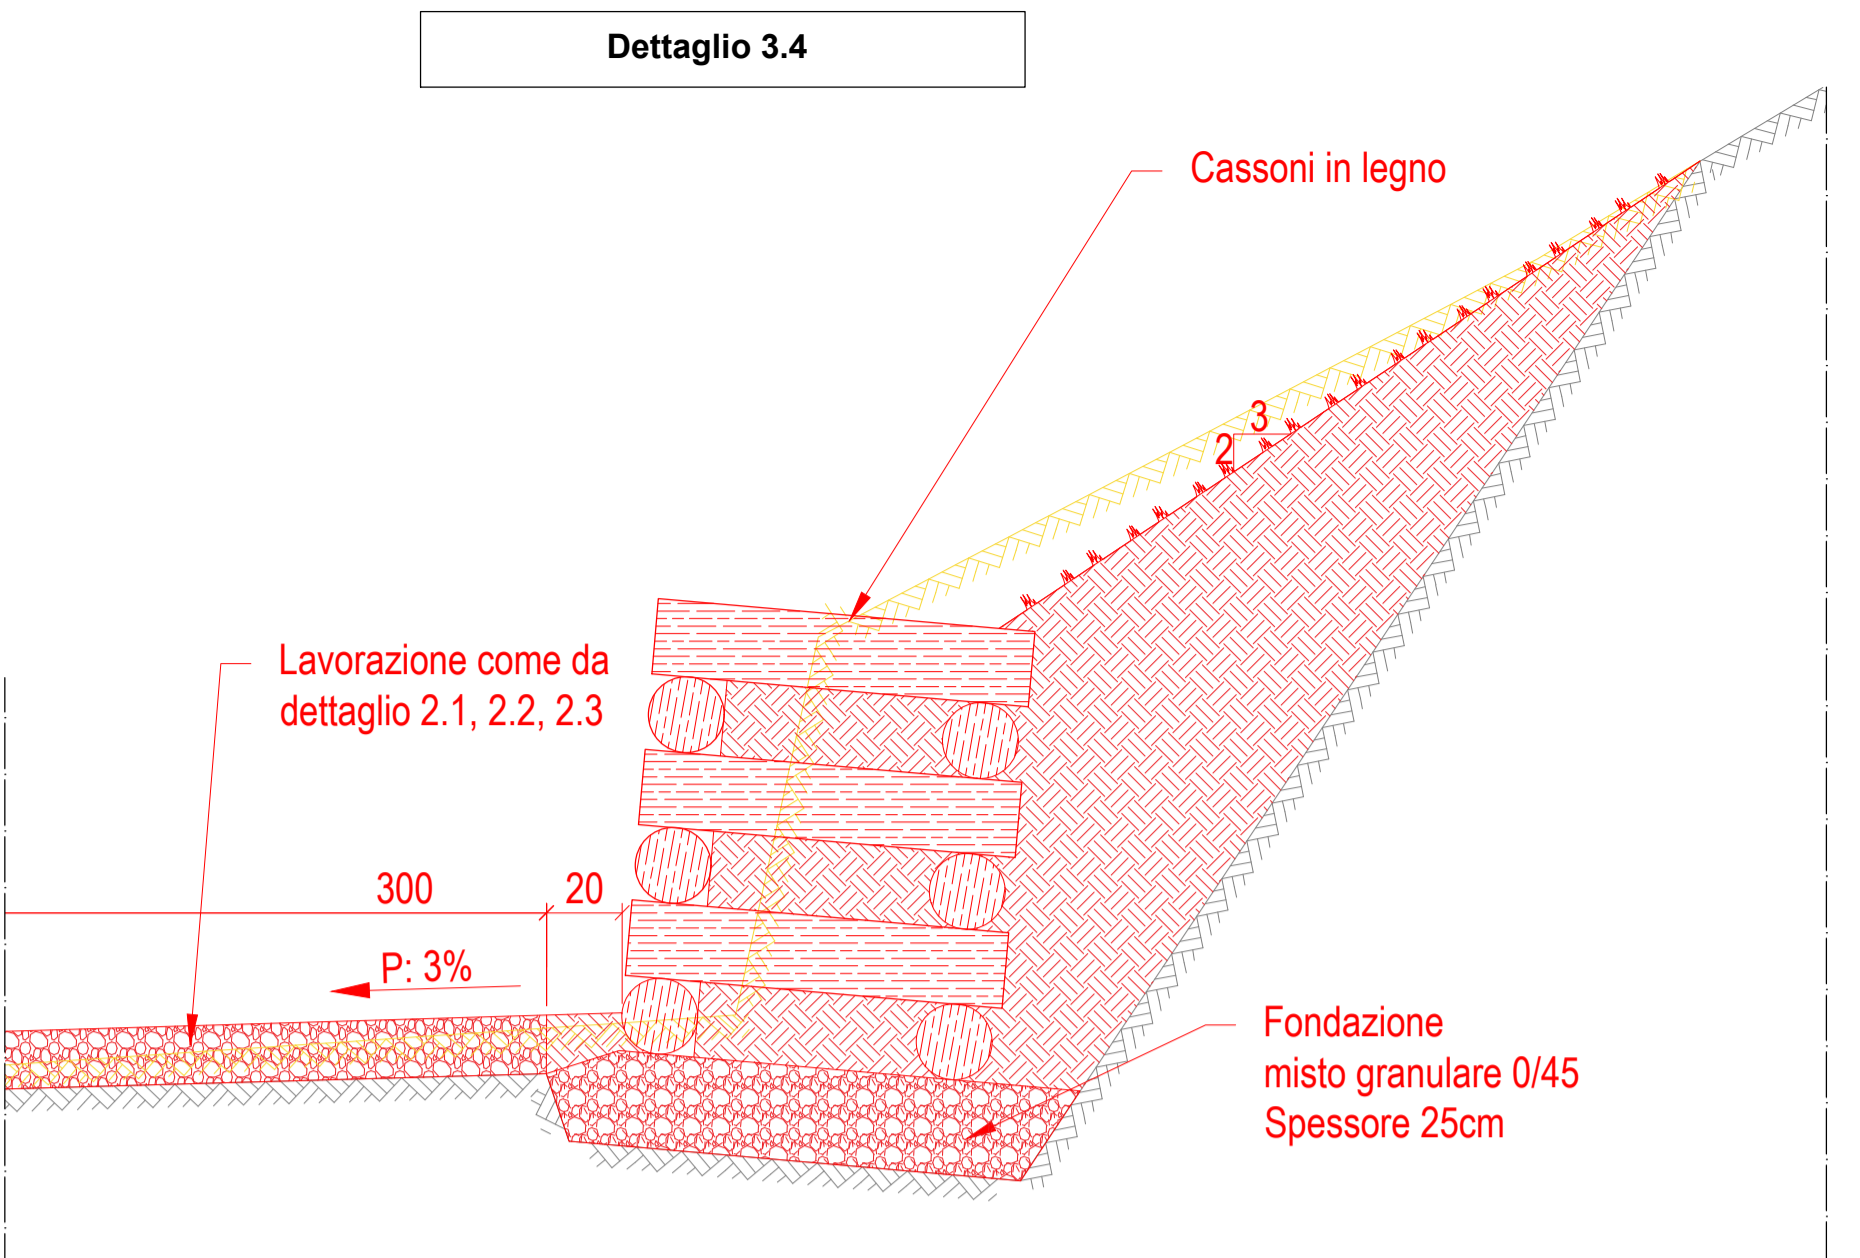 Dettaglio 3.4
Cassoni in legno
3
2
Lavorazione come da
dettaglio 2.1, 2.2, 2.3
300
20
P: 3%
Fondazione
misto granulare 0/45
Spessore 25cm